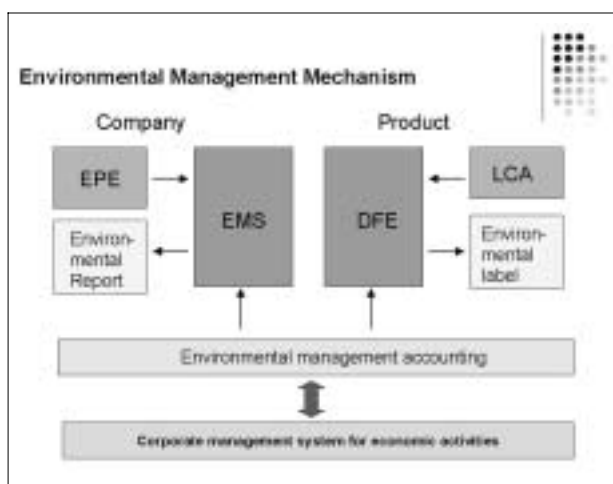 Environmental Management Mechanism
Company
Product
EPE
EMS
Environ-
mental
Report
DFE
LCA
Environ-
mental
label
Environmental management accounting
Corporate management system for economic activities